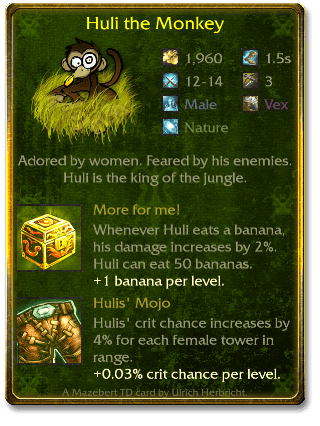 Huli the Monkey
1,960 1.5s
12-14 3
Male Vex
Nature
Adored by women. Feared by his enemies.
Huli is the king of the jungle.
More for me!
Whenever Huli eats a banana,
his damage increases by 2%.
Huli can eat 50 bananas.
+1 banana per level.
Hulis' Mojo
Hulis' crit chance increases by
4% for each female tower in
range.
+0.03% crit chance per level.
A Mazebert TD card by Ulrich Herbricht.